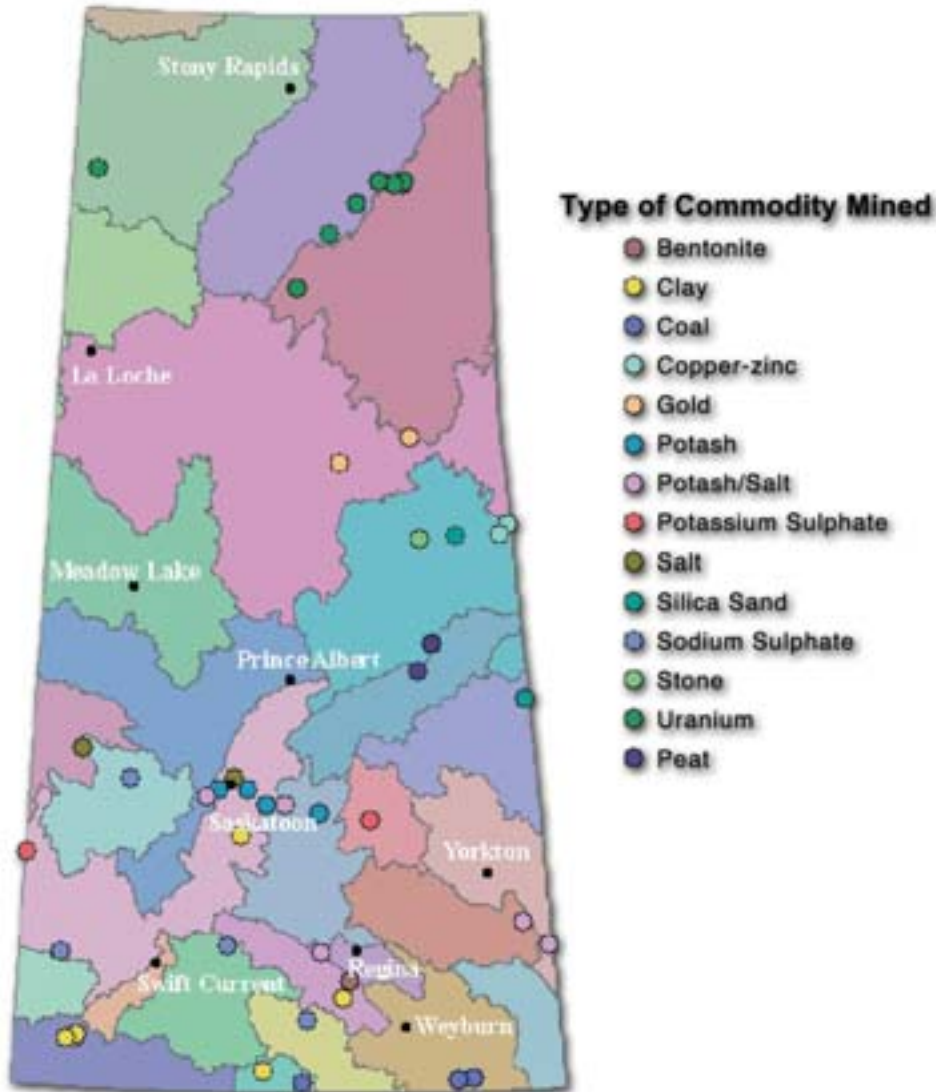 Stony Rapids
La Loche
Meadow Lake
Prince Albert
Saskatoon
Yorkton
Regina
Swift Current
Weyburn
Type of Commodity Mined
Bentonite
Clay
Coal
Copper-zinc
Gold
Potash
Potash/Salt
Potassium Sulphate
Salt
Silica Sand
Sodium Sulphate
Stone
Uranium
Peat